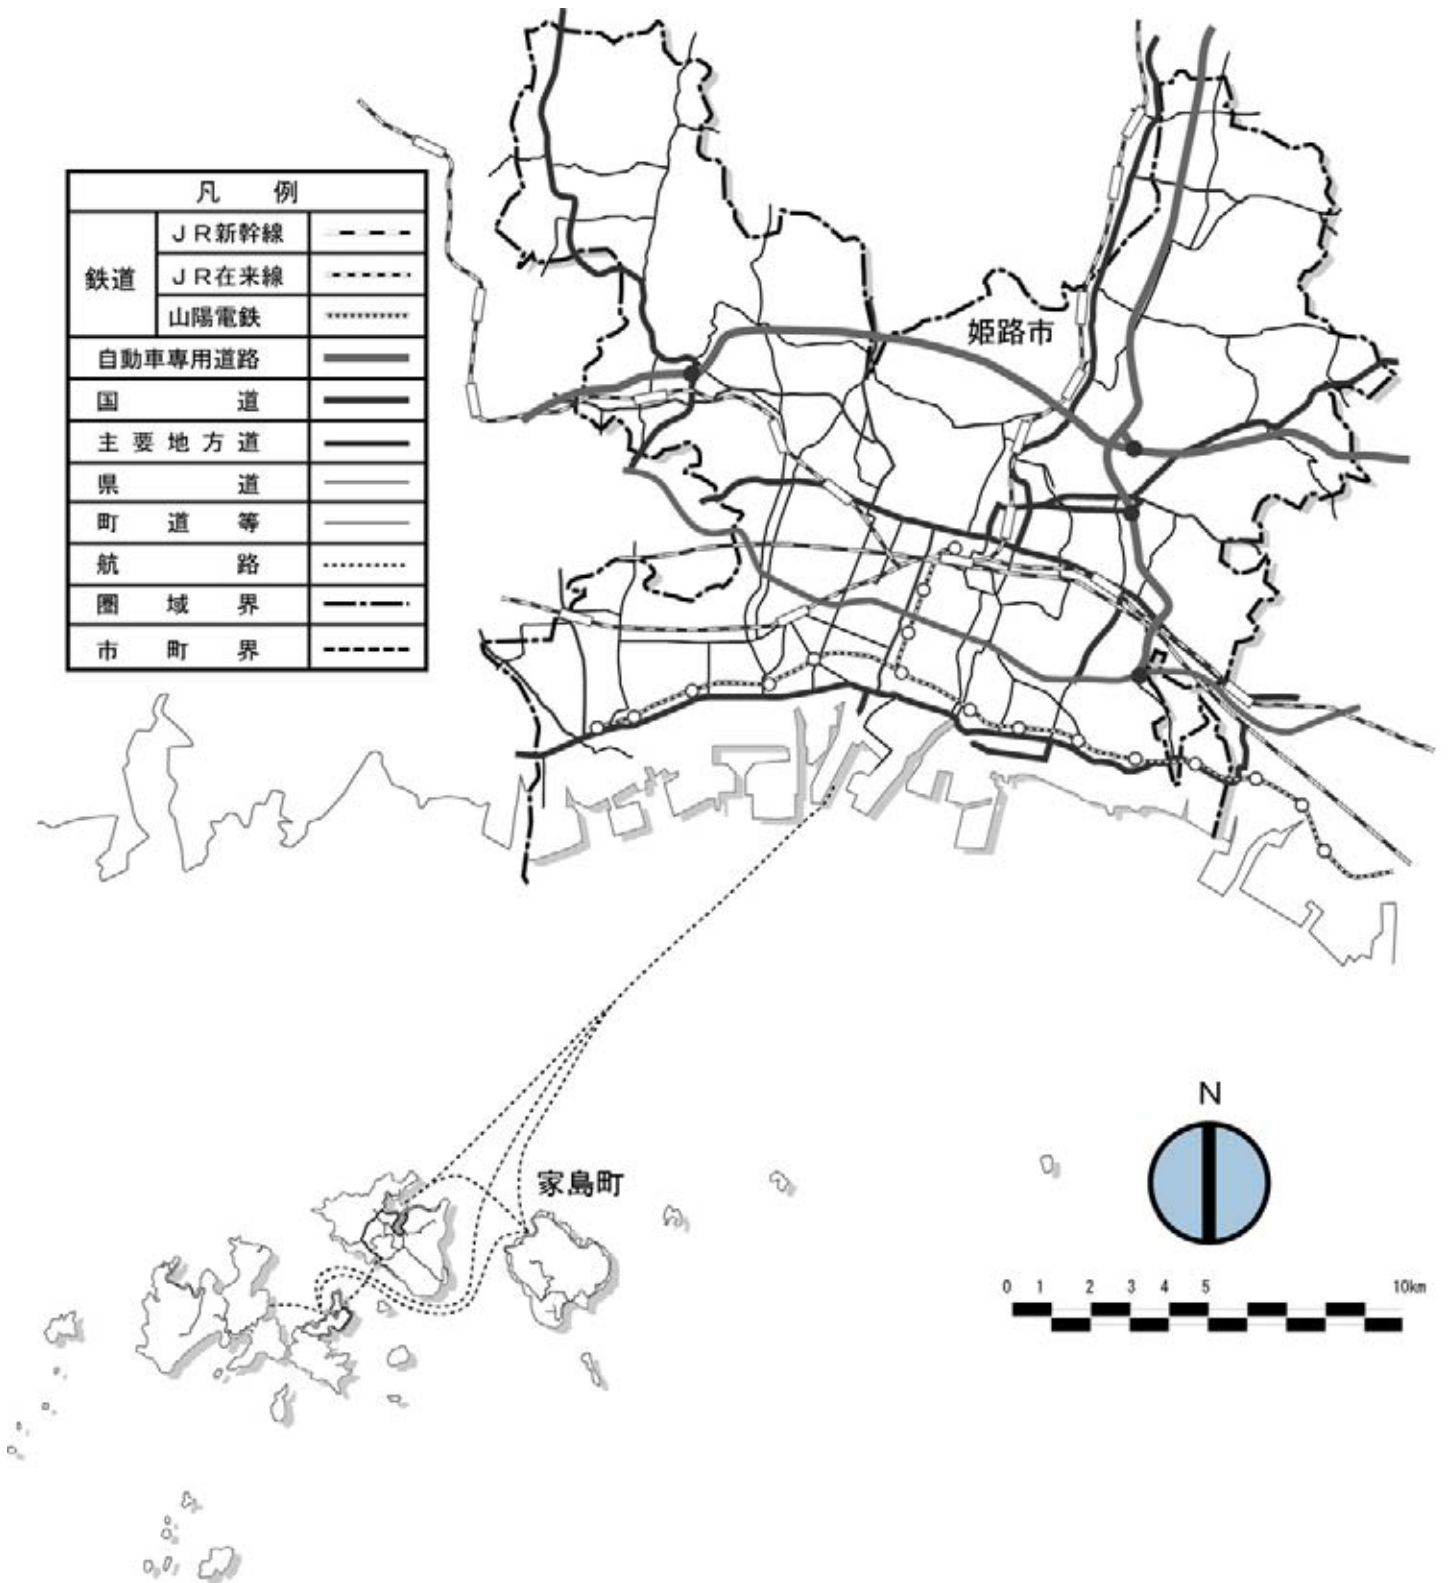 凡 例
鉄道
ＪＲ新幹線
ＪＲ在来線
山陽電鉄
自動車専用道路
国 道
主 要 地 方 道
県 道
町 道 等
航 路
圏 域 界
市 町 界
姫路市
家島町
N
0 1 2 3 4 5 10km